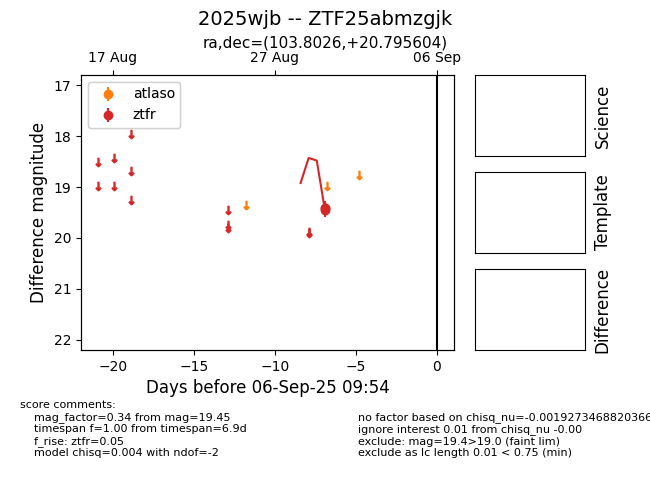 2025wjb -- ZTF25abmzgjk
ra,dec=(103.8026,+20.795604)
17 Aug 27 Aug 06 Sep
atlaso
ztfr
17
18
19
20
21
22
Difference magnitude
−20 −15 −10 −5 0
Days before 06-Sep-25 09:54
Science
Template
Difference
score comments:
mag_factor=0.34 from mag=19.45
timespan f=1.00 from timespan=6.9d
f_rise: ztfr=0.05
model chisq=0.004 with ndof=-2
no factor based on chisq_nu=-0.0019273468820366
ignore interest 0.01 from chisq_nu -0.00
exclude: mag=19.4>19.0 (faint lim)
exclude as lc length 0.01 < 0.75 (min)